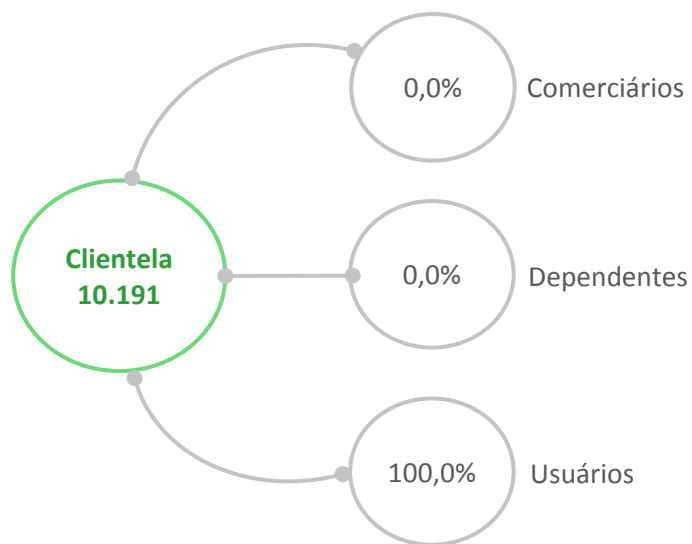 0,0% Comerciários
Clientela
10.191
0,0% Dependentes
100,0% Usuários